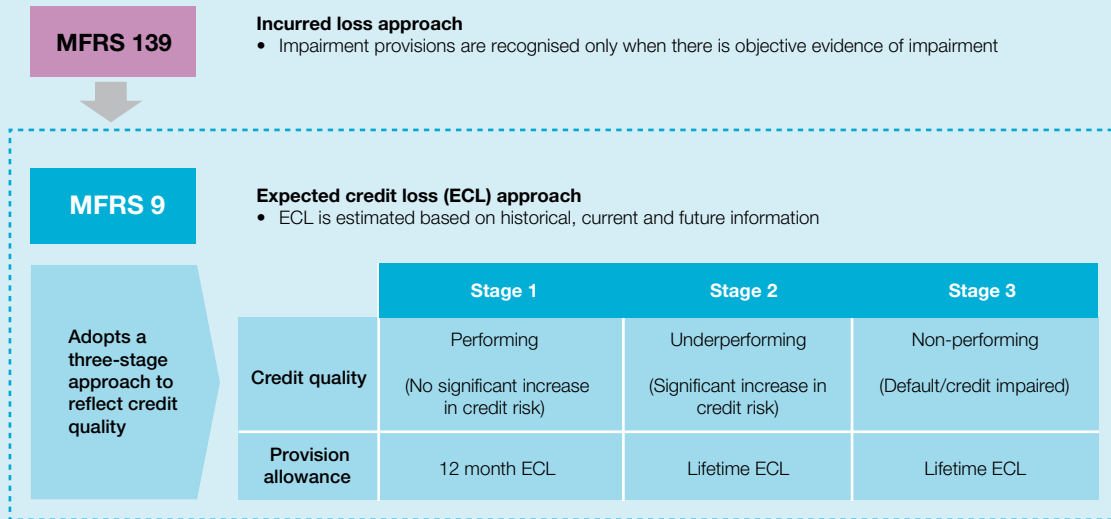 MFRS 139
Incurred loss approach
• Impairment provisions are recognised only when there is objective evidence of impairment
MFRS 9
Expected credit loss (ECL) approach
• ECL is estimated based on historical, current and future information
Adopts a
three-stage
approach to
reflect credit
quality
Stage 1
Stage 2
Stage 3
Credit quality
Performing
(No significant increase
in credit risk)
Underperforming
(Significant increase in
credit risk)
Non-performing
(Default/credit impaired)
Provision
allowance
12 month ECL
Lifetime ECL
Lifetime ECL